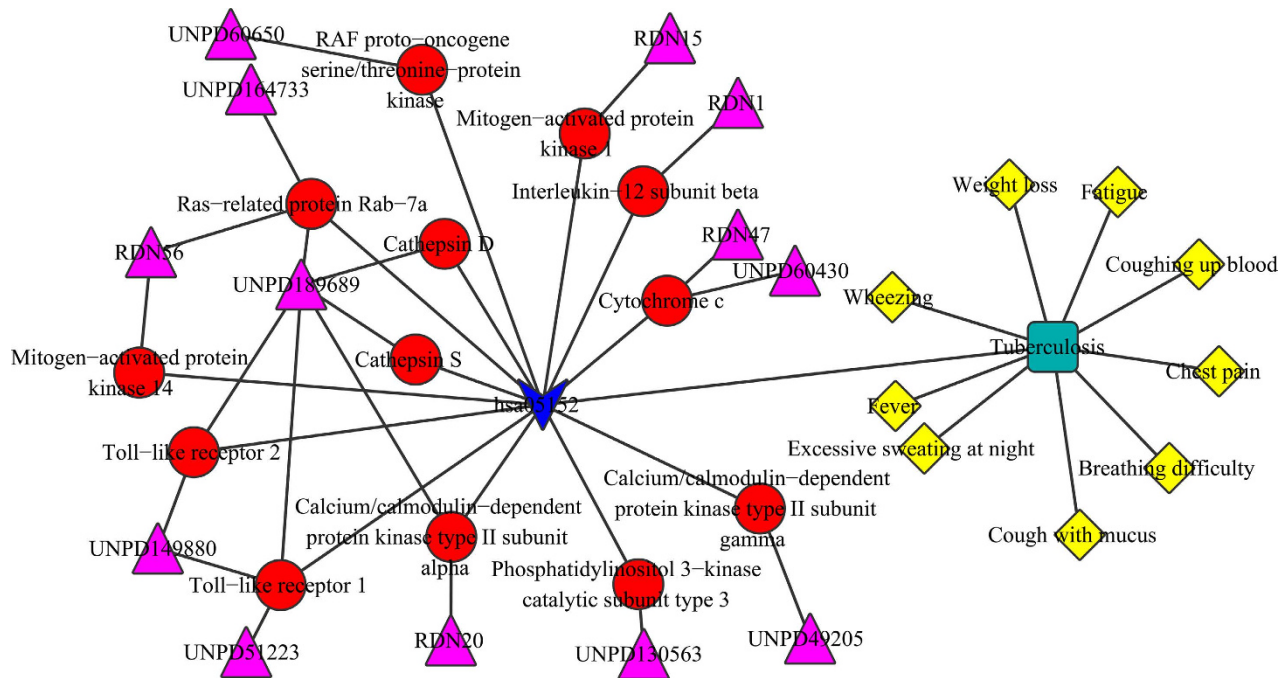 UNPD60650
RAF proto-oncogene
serine/threonine-protein
kinase
UNPD164733
RDN15
Mitogen-activated protein
kinase 1
RDN1
Interleukin-12 subunit beta
Ras-related protein Rab-7a
RDN56
Cathepsin D
UNPD189689
RDN47
UNPD60430
Cytochrome c
Mitogen-activated protein
kinase 14
Cathepsin S
hsa05152
Toll-like receptor 2
UNPD149880
Toll-like receptor 1
UNPD51223
Calcium/calmodulin-dependent
protein kinase type II subunit
alpha
RDN20
Phosphatidylinositol 3-kinase
catalytic subunit type 3
UNPD130563
Calcium/calmodulin-dependent
protein kinase type II subunit
gamma
UNPD49205
Weight loss
Fatigue
Coughing up blood
Wheezing
Tuberculosis
Chest pain
Fever
Excessive sweating at night
Breathing difficulty
Cough with mucus